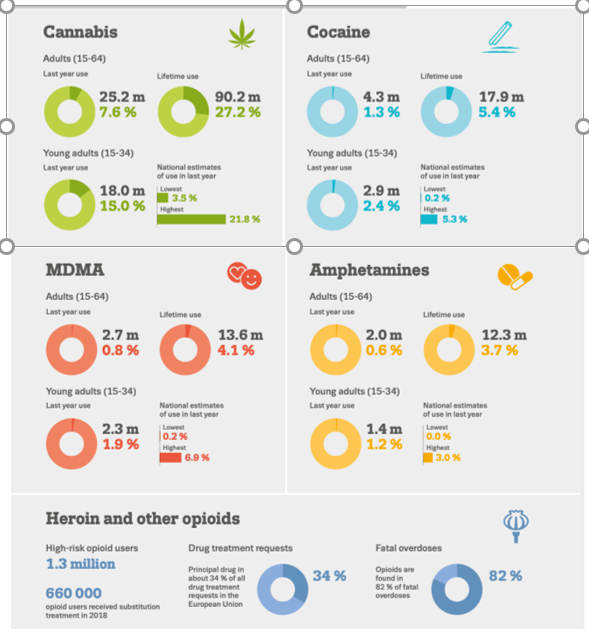 Cannabis
Adults (15-64)
Last year use
25.2 m
7.6 %
Lifetime use
90.2 m
27.2 %
Young adults (15-34)
Last year use
18.0 m
15.0 %
National estimates
of use in last year
Lowest
3.5 %
Highest
21.8 %
Cocaine
Adults (15-64)
Last year use
4.3 m
1.3 %
Lifetime use
17.9 m
5.4 %
Young adults (15-34)
Last year use
2.9 m
2.4 %
National estimates
of use in last year
Lowest
0.2 %
Highest
5.3 %
MDMA
Adults (15-64)
Last year use
2.7 m
0.8 %
Lifetime use
13.6 m
4.1 %
Young adults (15-34)
Last year use
2.3 m
1.9 %
National estimates
of use in last year
Lowest
0.2 %
Highest
6.9 %
Amphetamines
Adults (15-64)
Last year use
2.0 m
0.6 %
Lifetime use
12.3 m
3.7 %
Young adults (15-34)
Last year use
1.4 m
1.2 %
National estimates
of use in last year
Lowest
0.0 %
Highest
3.0 %
Heroin and other opioids
High-risk opioid users
1.3 million
660 000
opioid users received substitution
treatment in 2018
Drug treatment requests
Principal drug in
about 34 % of all
drug treatment
requests in the
European Union
34 %
Fatal overdoses
Opioids are
found in
82 % of fatal
overdoses
82 %